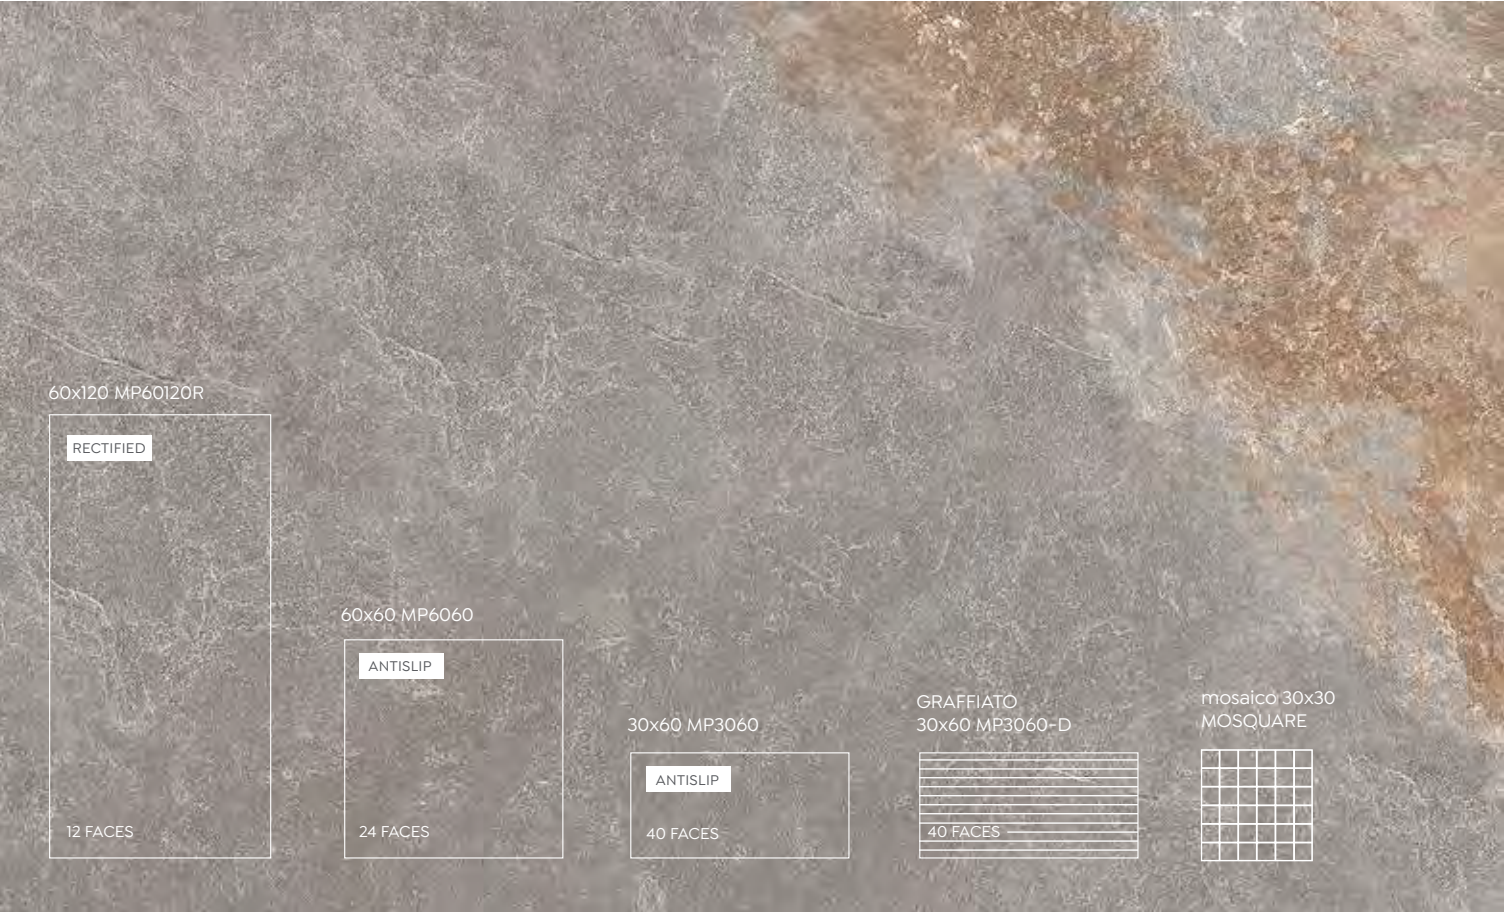 60x120 MP60120R
RECTIFIED
12 FACES
60x60 MP6060
ANTISLIP
24 FACES
30x60 MP3060
ANTISLIP
40 FACES
GRAFFIATO
30x60 MP3060-D
40 FACES
mosaico 30x30
MOSQUARE